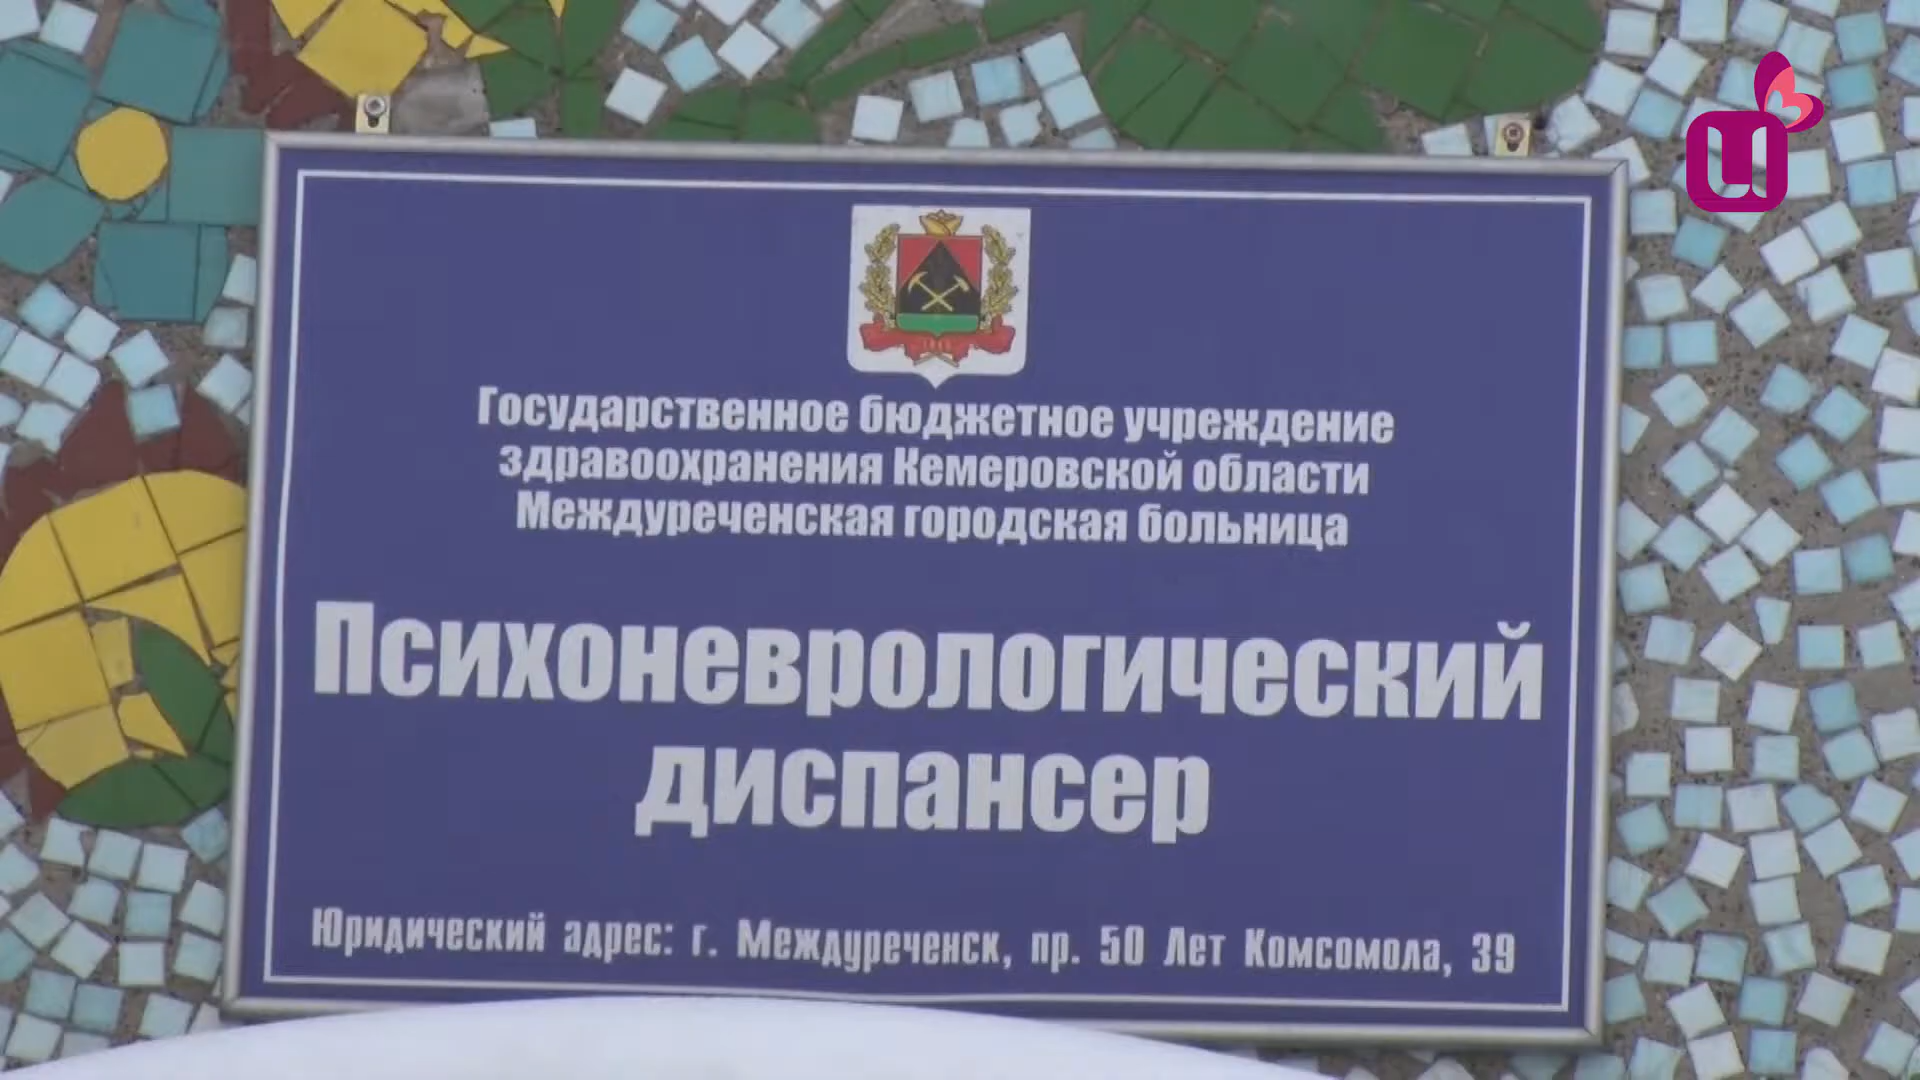 Государственное бюджетное учреждение
здравоохранения Кемеровской области
Междуреченская городская больница
Психоневрологический
диспансер
Юридический адрес: г. Междуреченск, пр. 50 Лет Комсомола, 39